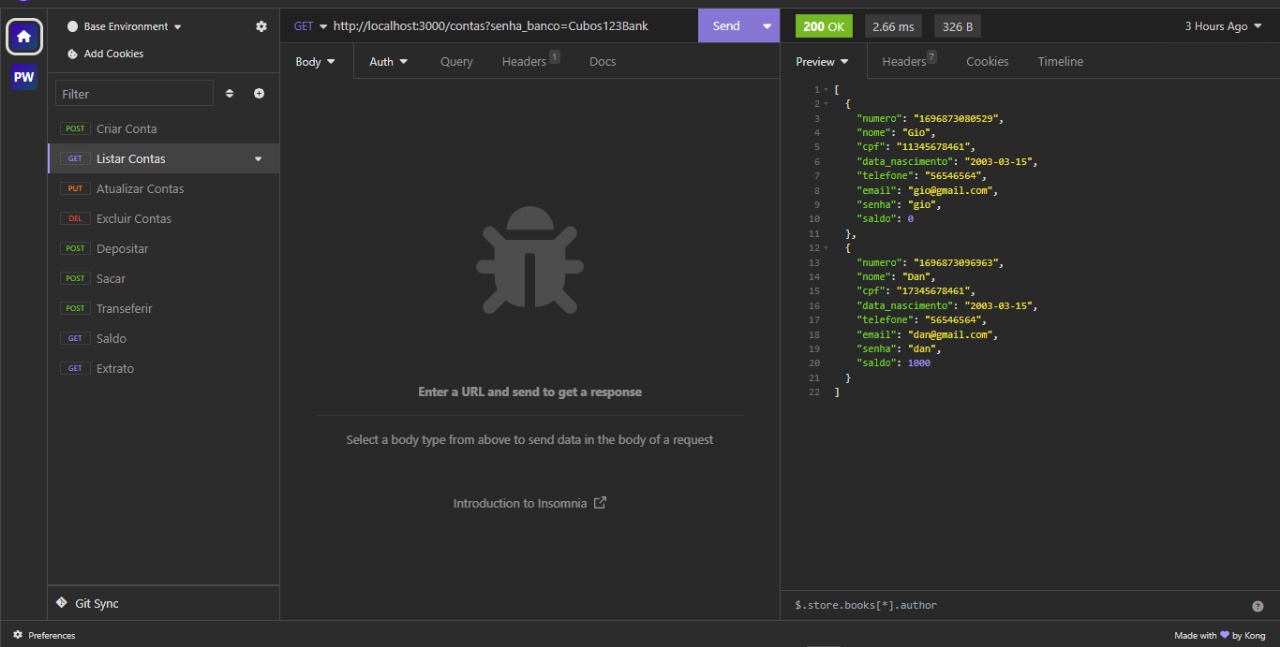 Base Environment
Add Cookies
PW
Filter
POST Criar Conta
GET Listar Contas
PUT Atualizar Contas
DEL Excluir Contas
POST Depositar
POST Sacar
POST Transeferir
GET Saldo
GET Extrato
Git Sync
Preferences
GET http://localhost:3000/contas?senha_banco=Cubos123Bank Send
Body Auth Query Headers 1 Docs
Enter a URL and send to get a response
Select a body type from above to send data in the body of a request
Introduction to Insomnia
200 OK 2.66 ms 326 B 3 Hours Ago
Preview Headers 7 Cookies Timeline
1 [
2 {
3 "numero": "1696873080529",
4 "nome": "Gio",
5 "cpf": "11345678461",
6 "data_nascimento": "2003-03-15",
7 "telefone": "56546564",
8 "email": "gio@gmail.com",
9 "senha": "gio",
10 "saldo": 0
11 },
12 {
13 "numero": "1696873096963",
14 "nome": "Dan",
15 "cpf": "17345678461",
16 "data_nascimento": "2003-03-15",
17 "telefone": "56546564",
18 "email": "dan@gmail.com",
19 "senha": "dan",
20 "saldo": 1000
21 }
22 ]
$.store.books[*].author
Made with 💜 by Kong